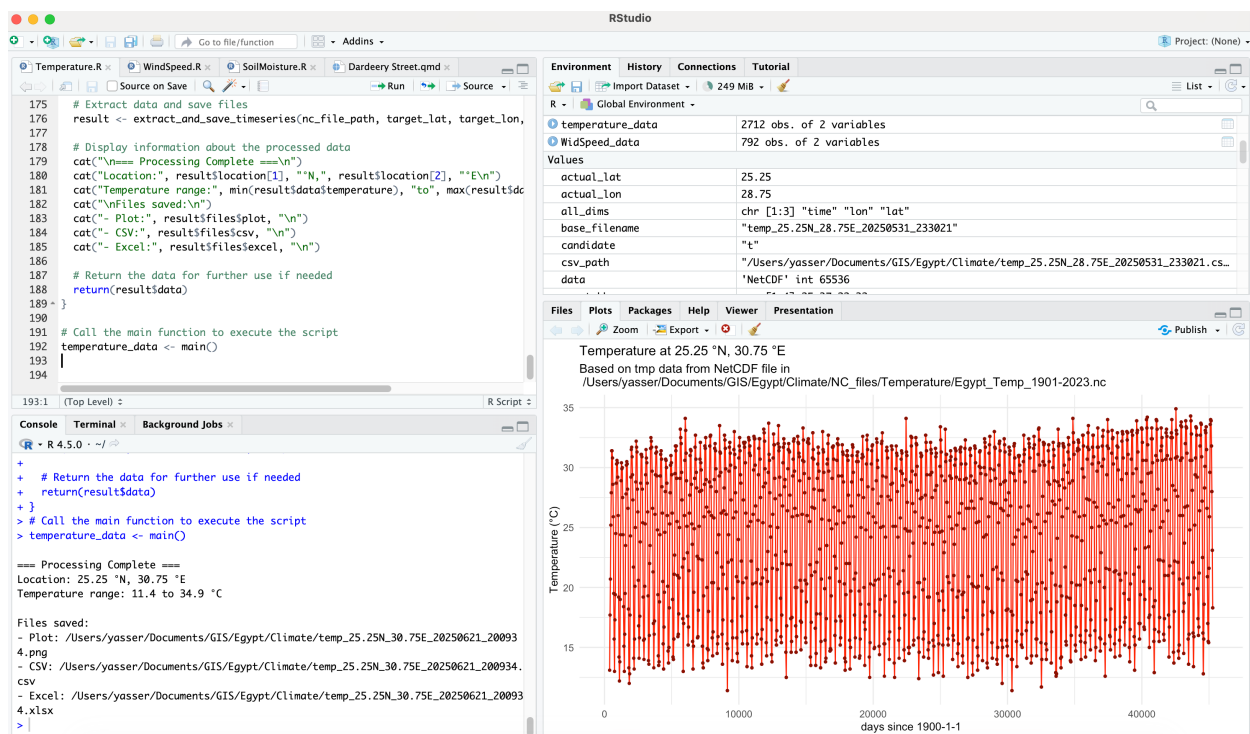 RStudio
Go to file/function
Addins
Project: (None)
Temperature.R
WindSpeed.R
SoilMoisture.R
Dardeery Street.qmd
Source on Save
Run
Source
175 # Extract data and save files
176 result <- extract_and_save_timeseries(nc_file_path, target_lat, target_lon,
177
178 # Display information about the processed data
179 cat("\n=== Processing Complete ===\n")
180 cat("Location:", result$location[1], "°N,", result$location[2], "°E\n")
181 cat("Temperature range:", min(result$data$temperature), "to", max(result$da
182 cat("\nFiles saved:\n")
183 cat("- Plot:", result$files$plot, "\n")
184 cat("- CSV:", result$files$csv, "\n")
185 cat("- Excel:", result$files$excel, "\n")
186
187 # Return the data for further use if needed
188 return(result$data)
189 }
190
191 # Call the main function to execute the script
192 temperature_data <- main()
193
194
193:1 (Top Level)
R Script
Console Terminal Background Jobs
R R 4.5.0 · ~/
+
+ # Return the data for further use if needed
+ return(result$data)
+ }
> # Call the main function to execute the script
> temperature_data <- main()
=== Processing Complete ===
Location: 25.25 °N, 30.75 °E
Temperature range: 11.4 to 34.9 °C
Files saved:
- Plot: /Users/yasser/Documents/GIS/Egypt/Climate/temp_25.25N_30.75E_20250621_20093
4.png
- CSV: /Users/yasser/Documents/GIS/Egypt/Climate/temp_25.25N_30.75E_20250621_200934.
csv
- Excel: /Users/yasser/Documents/GIS/Egypt/Climate/temp_25.25N_30.75E_20250621_20093
4.xlsx
>
Environment History Connections Tutorial
Import Dataset 249 MiB List
R Global Environment
temperature_data 2712 obs. of 2 variables
WidSpeed_data 792 obs. of 2 variables
Values
actual_lat 25.25
actual_lon 28.75
all_dims chr [1:3] "time" "lon" "lat"
base_filename "temp_25.25N_28.75E_20250531_233021"
candidate "t"
csv_path "/Users/yasser/Documents/GIS/Egypt/Climate/temp_25.25N_28.75E_20250531_233021.cs…
data 'NetCDF' int 65536
Files Plots Packages Help Viewer Presentation
Zoom Export Publish
Temperature at 25.25 °N, 30.75 °E
Based on tmp data from NetCDF file in
/Users/yasser/Documents/GIS/Egypt/Climate/NC_files/Temperature/Egypt_Temp_1901-2023.nc
Temperature (°C)
35
30
25
20
15
0 10000 20000 30000 40000
days since 1900-1-1